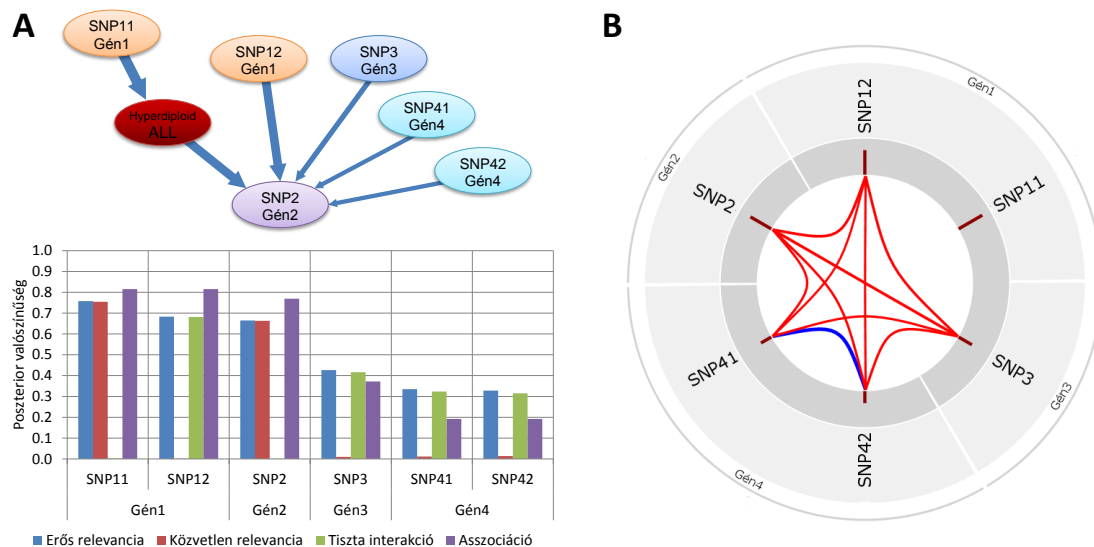 A
SNP11
Gén1
SNP12
Gén1
SNP3
Gén3
Hyperdiploid
ALL
SNP41
Gén4
SNP42
Gén4
SNP2
Gén2
Poszterior valószínűség
1.0
0.9
0.8
0.7
0.6
0.5
0.4
0.3
0.2
0.1
0.0
SNP11 SNP12 SNP2 SNP3 SNP41 SNP42
Gén1 Gén2 Gén3 Gén4
Erős relevancia Közvetlen relevancia Tiszta interakció Asszociáció
B
Gén1
Gén2
SNP12
SNP11
SNP2
SNP41
SNP3
SNP42
Gén3
Gén4